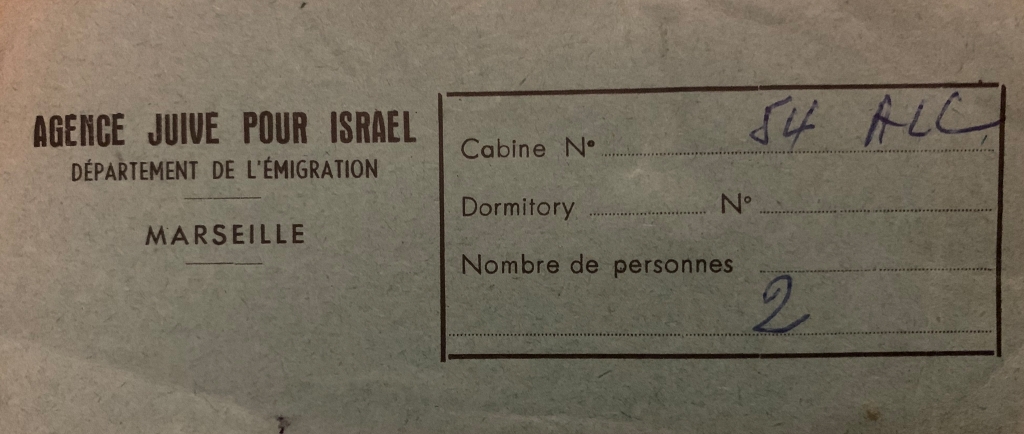 AGENCE JUIVE POUR ISRAEL
DÉPARTEMENT DE L'ÉMIGRATION
MARSEILLE
Cabine N° 54 ALC
Dormitory N°
Nombre de personnes
2